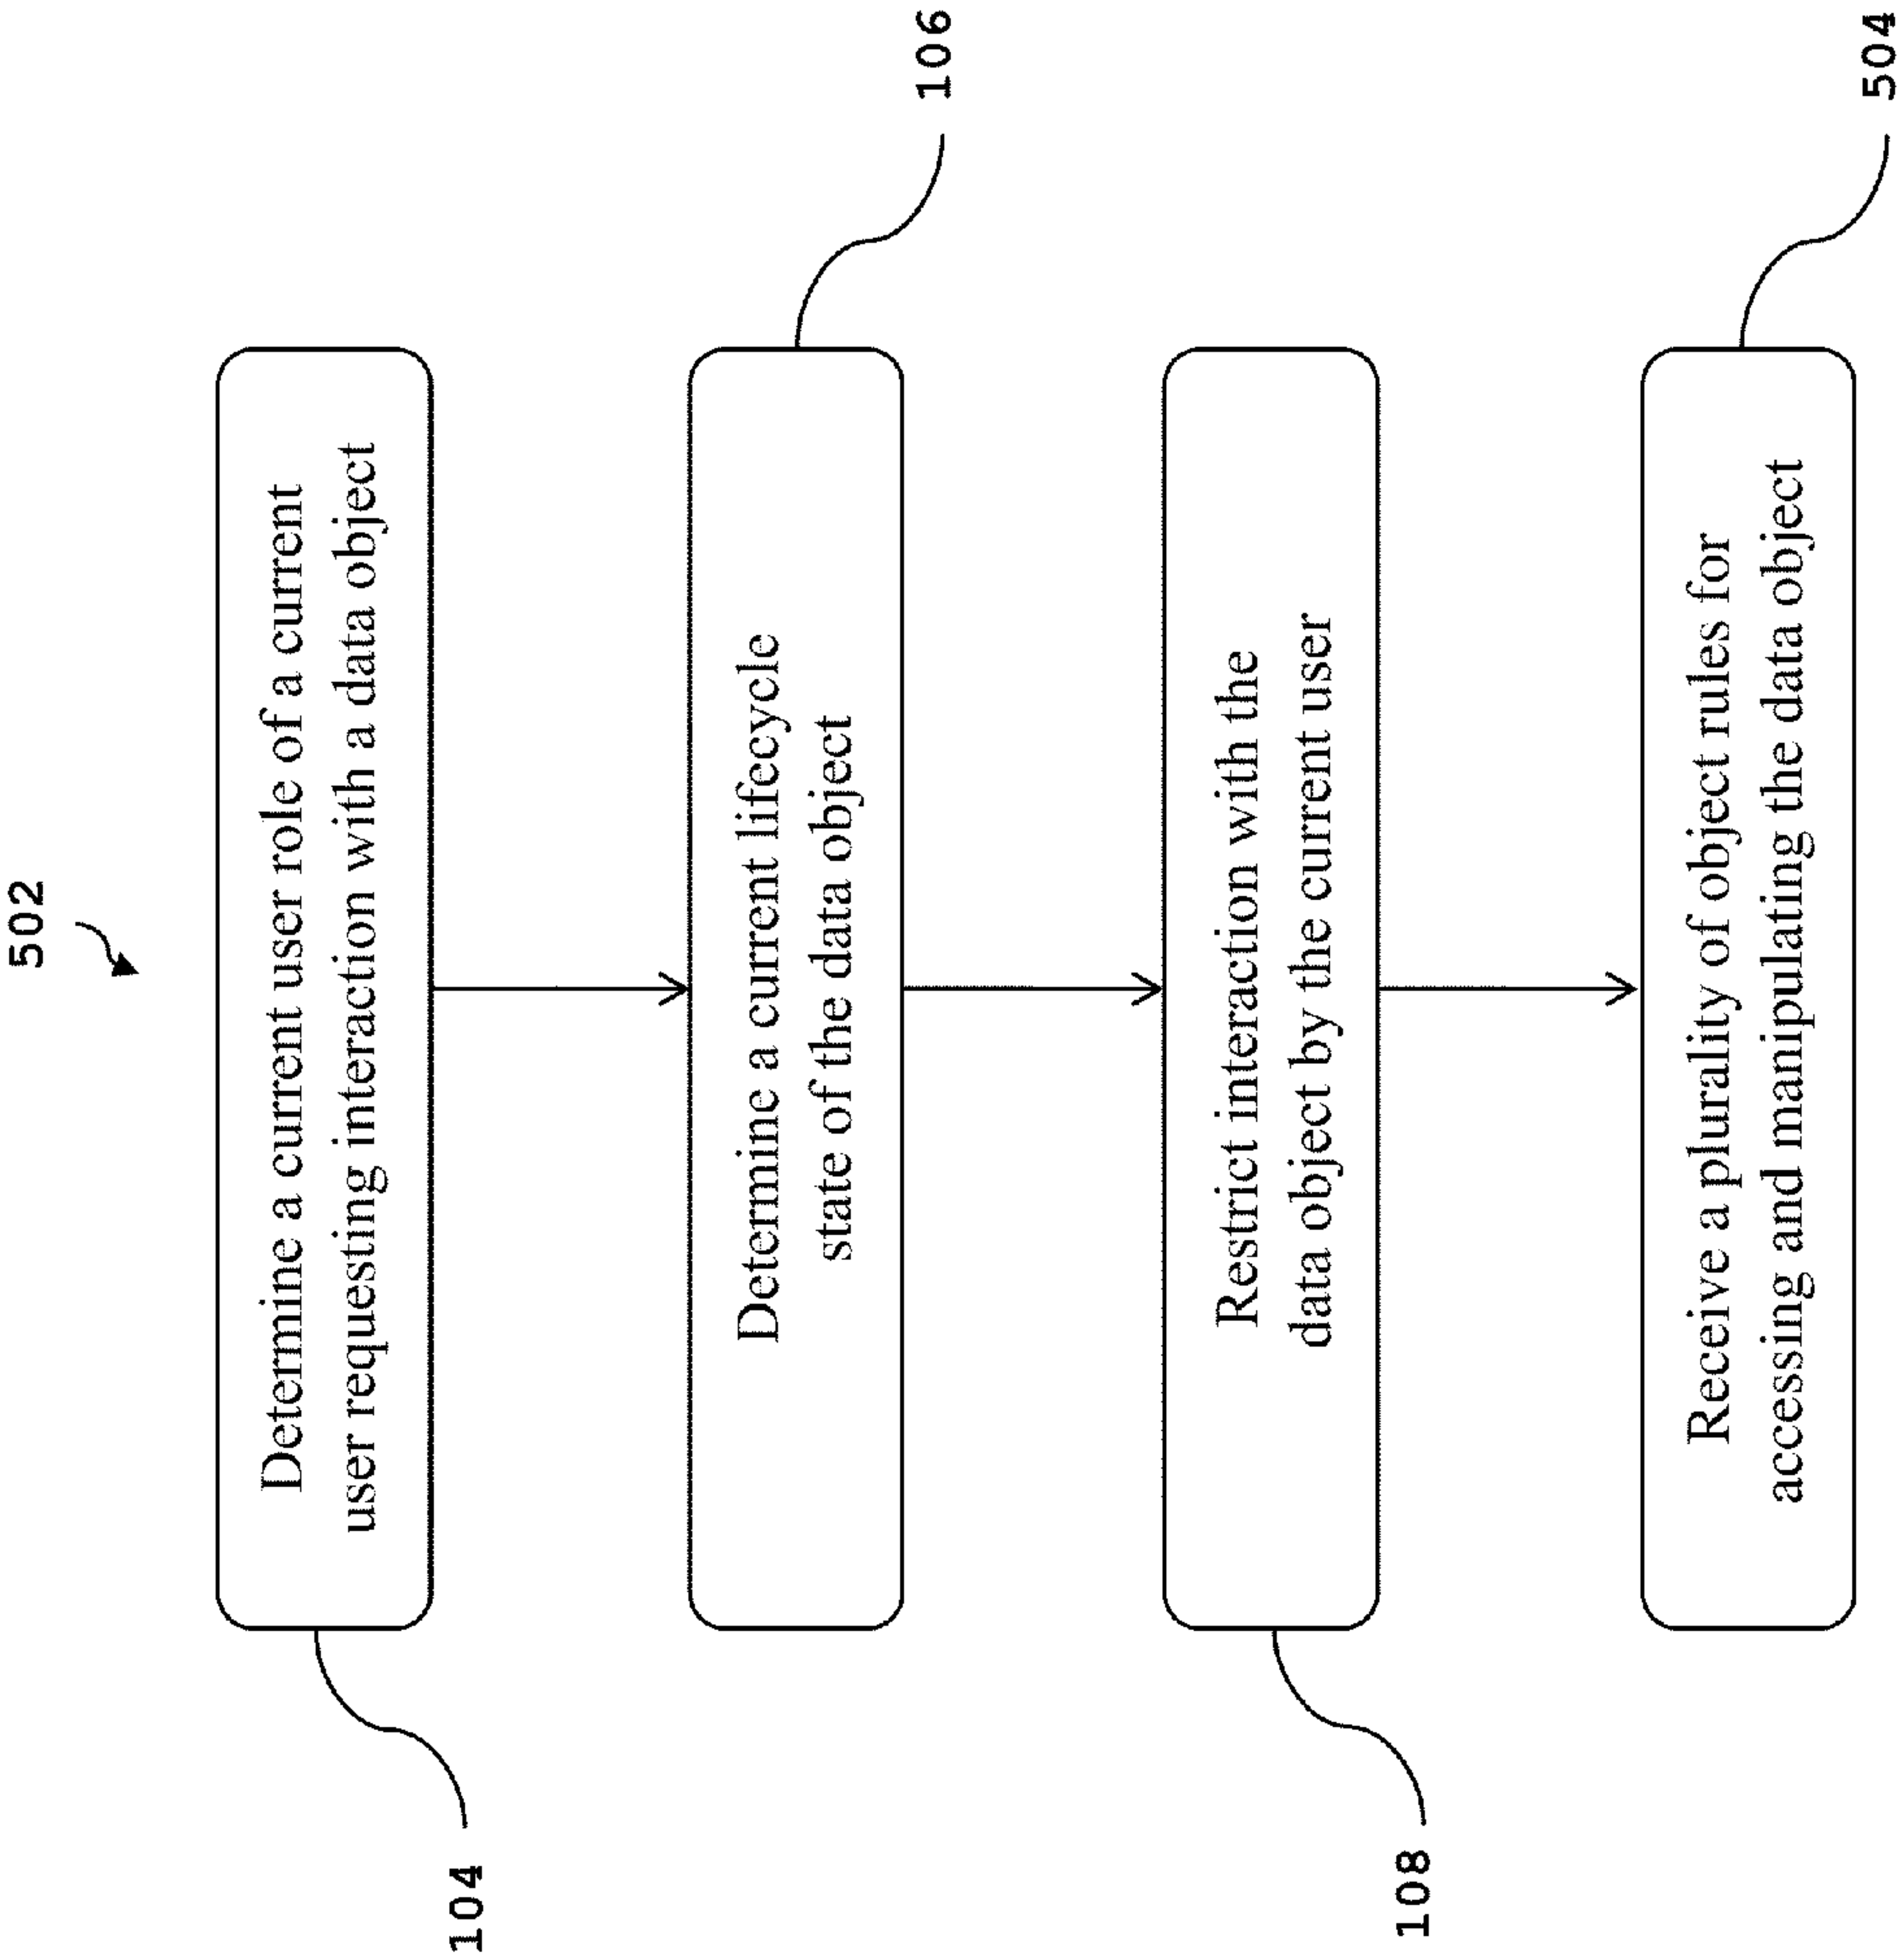 502
Determine a current user role of a current
user requesting interaction with a data object
104
Determine a current lifecycle
state of the data object
106
Restrict interaction with the
data object by the current user
108
Receive a plurality of object rules for
accessing and manipulating the data object
504